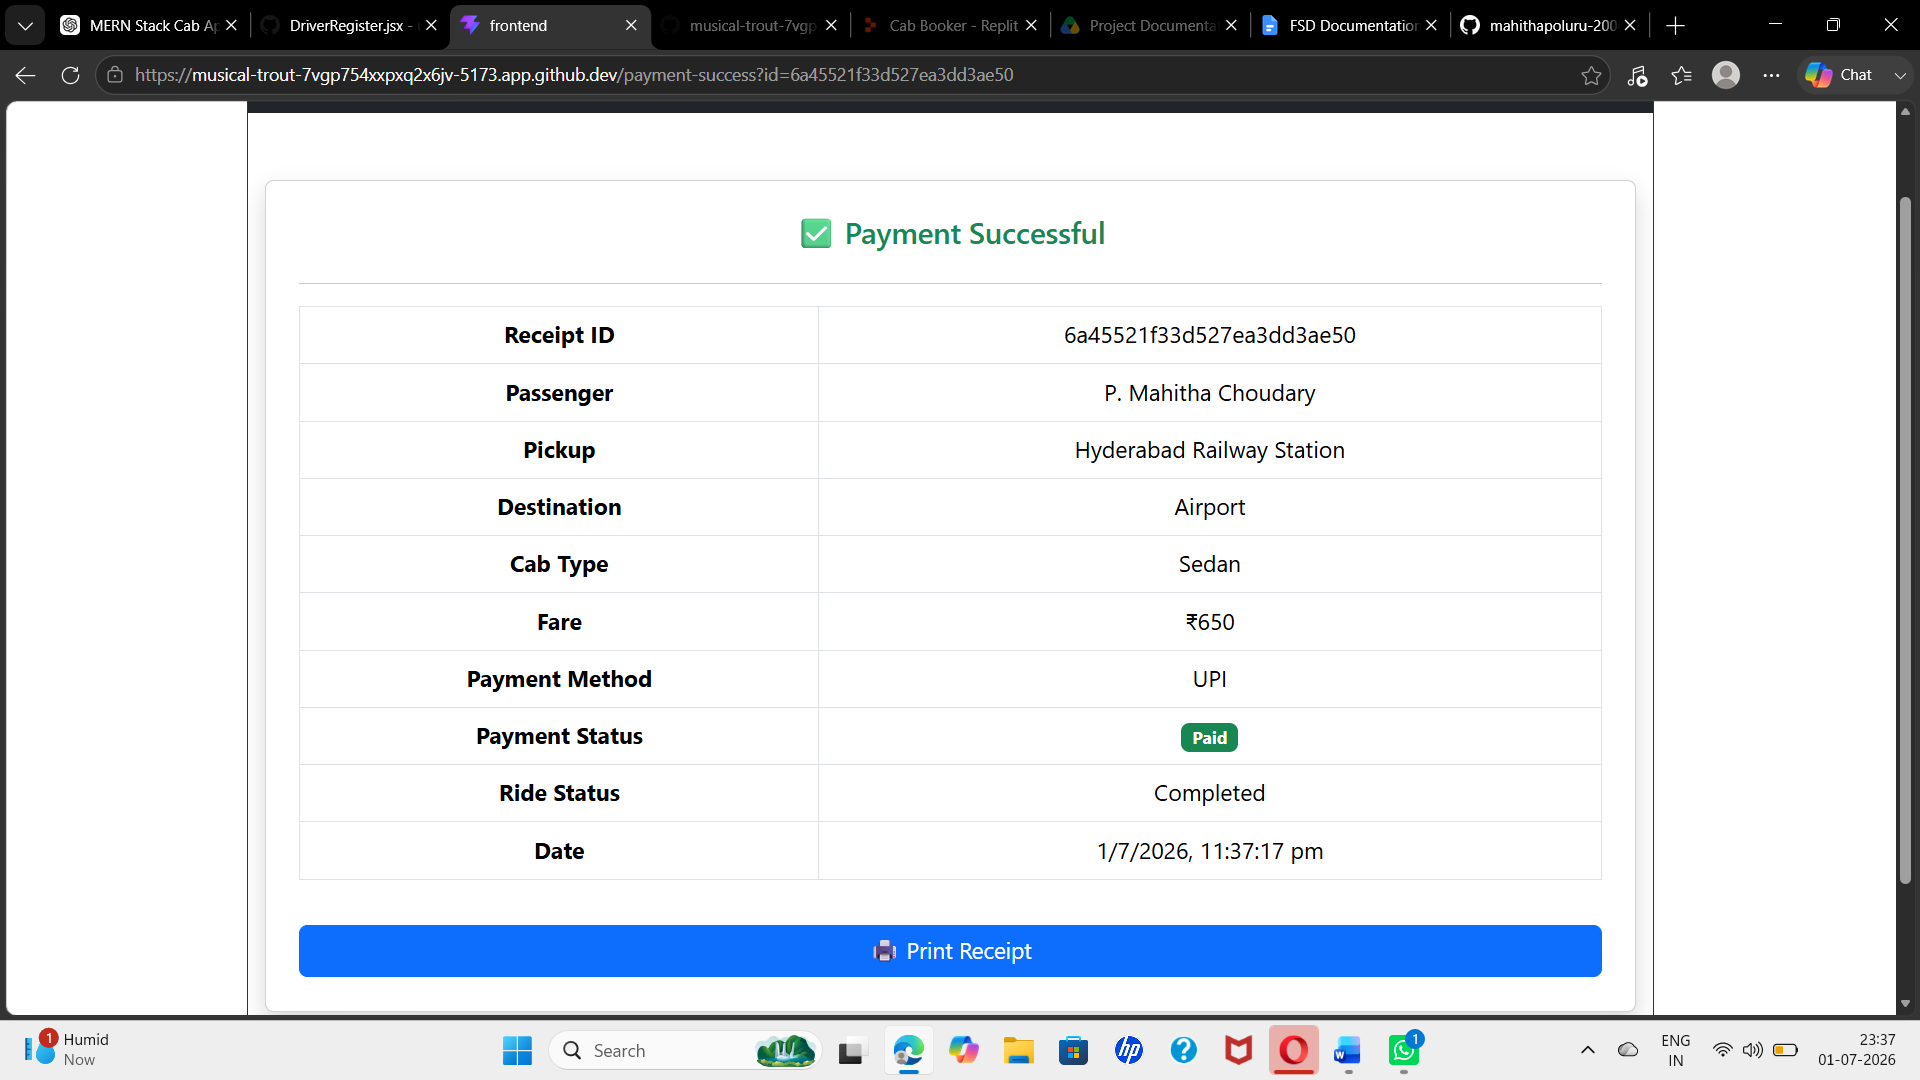 MERN Stack Cab Ap
DriverRegister.jsx -
frontend
musical-trout-7vgp
Cab Booker - Replit
Project Documenta
FSD Documentation
mahithapoluru-200
https://musical-trout-7vgp754xxpxq2x6jv-5173.app.github.dev/payment-success?id=6a45521f33d527ea3dd3ae50
Chat
Payment Successful
Receipt ID 6a45521f33d527ea3dd3ae50
Passenger P. Mahitha Choudary
Pickup Hyderabad Railway Station
Destination Airport
Cab Type Sedan
Fare ₹650
Payment Method UPI
Payment Status Paid
Ride Status Completed
Date 1/7/2026, 11:37:17 pm
Print Receipt
1
Humid
Now
Search
hp
W
1
ENG
IN
23:37
01-07-2026